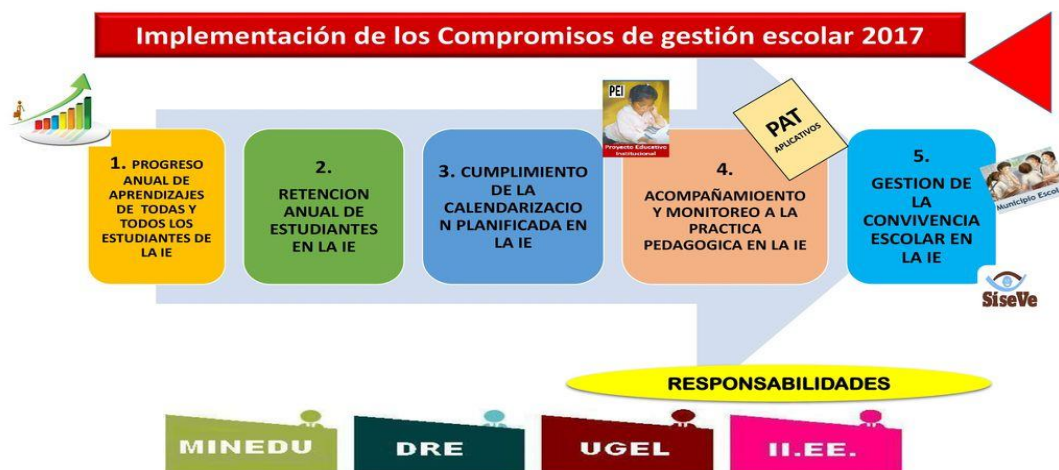 Implementación de los Compromisos de gestión escolar 2017
1. PROGRESO
ANUAL DE
APRENDIZAJES
DE TODAS Y
TODOS LOS
ESTUDIANTES DE
LA IE
2.
RETENCION
ANUAL DE
ESTUDIANTES
EN LA IE
3. CUMPLIMIENTO
DE LA
CALENDARIZACIO
N PLANIFICADA EN
LA IE
PEI
Proyecto Educativo
Institucional
4.
ACOMPAÑAMIOENTO
Y MONITOREO A LA
PRACTICA
PEDAGOGICA EN LA IE
PAT
APLICATIVOS
5.
GESTION DE
LA
CONVIVENCIA
ESCOLAR EN
LA IE
Municipio Escol
SíseVe
RESPONSABILIDADES
MINEDU
DRE
UGEL
II.EE.